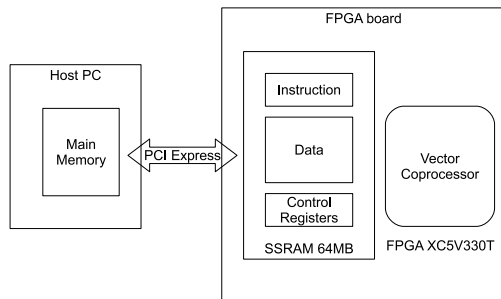 FPGA board
Host PC
Main
Memory
PCI Express
Instruction
Data
Control
Registers
SSRAM 64MB
Vector
Coprocessor
FPGA XC5V330T